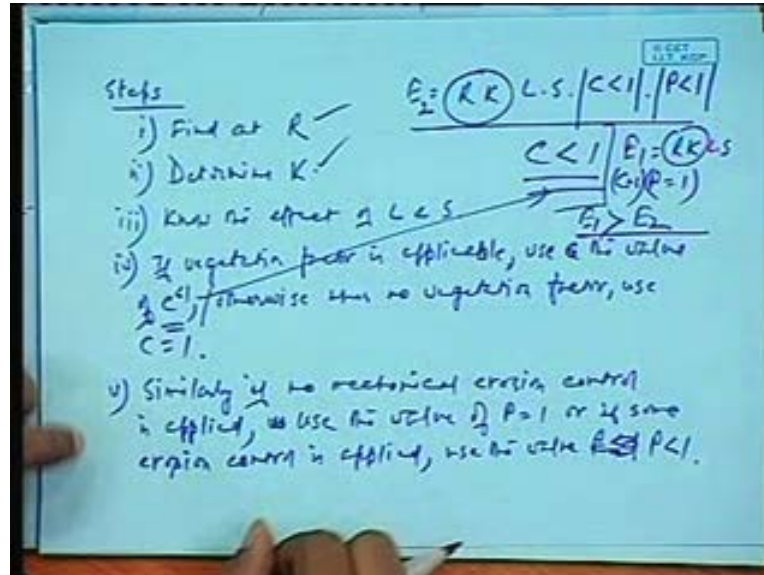 Steps
i) Find out R
ii) Determine K.
iii) Know the effect of L & S
iv) If vegetation factor is applicable, use the value
of C<1, otherwise when no vegetation factor, use
C = 1.
v) Similarly if no mechanical erosion control
is applied, use the value of P=1 or if some
erosion control is applied, use the value P<1.
E2 = (RK) L.S. |C<1|.|P<1|
C < 1
E1 = (RK) LS
(C=1)(P=1)
E1 > E2